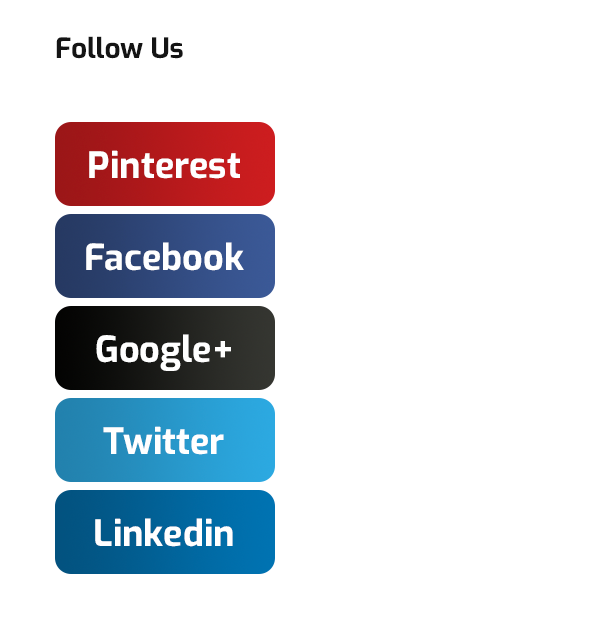 Follow Us
Pinterest
Facebook
Google+
Twitter
Linkedin